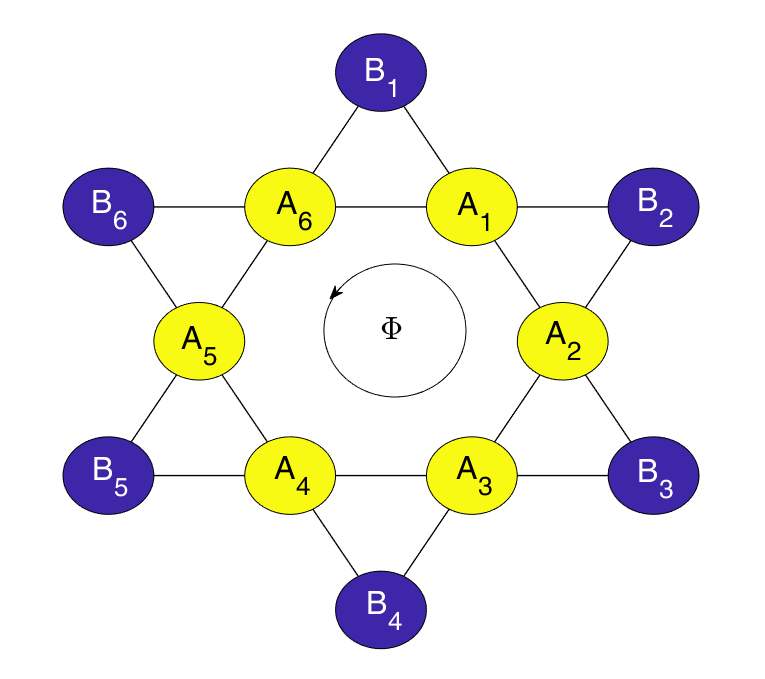 B₁
B₆ A₆ A₁ B₂
Φ
A₅ A₂
B₅ A₄ A₃ B₃
B₄